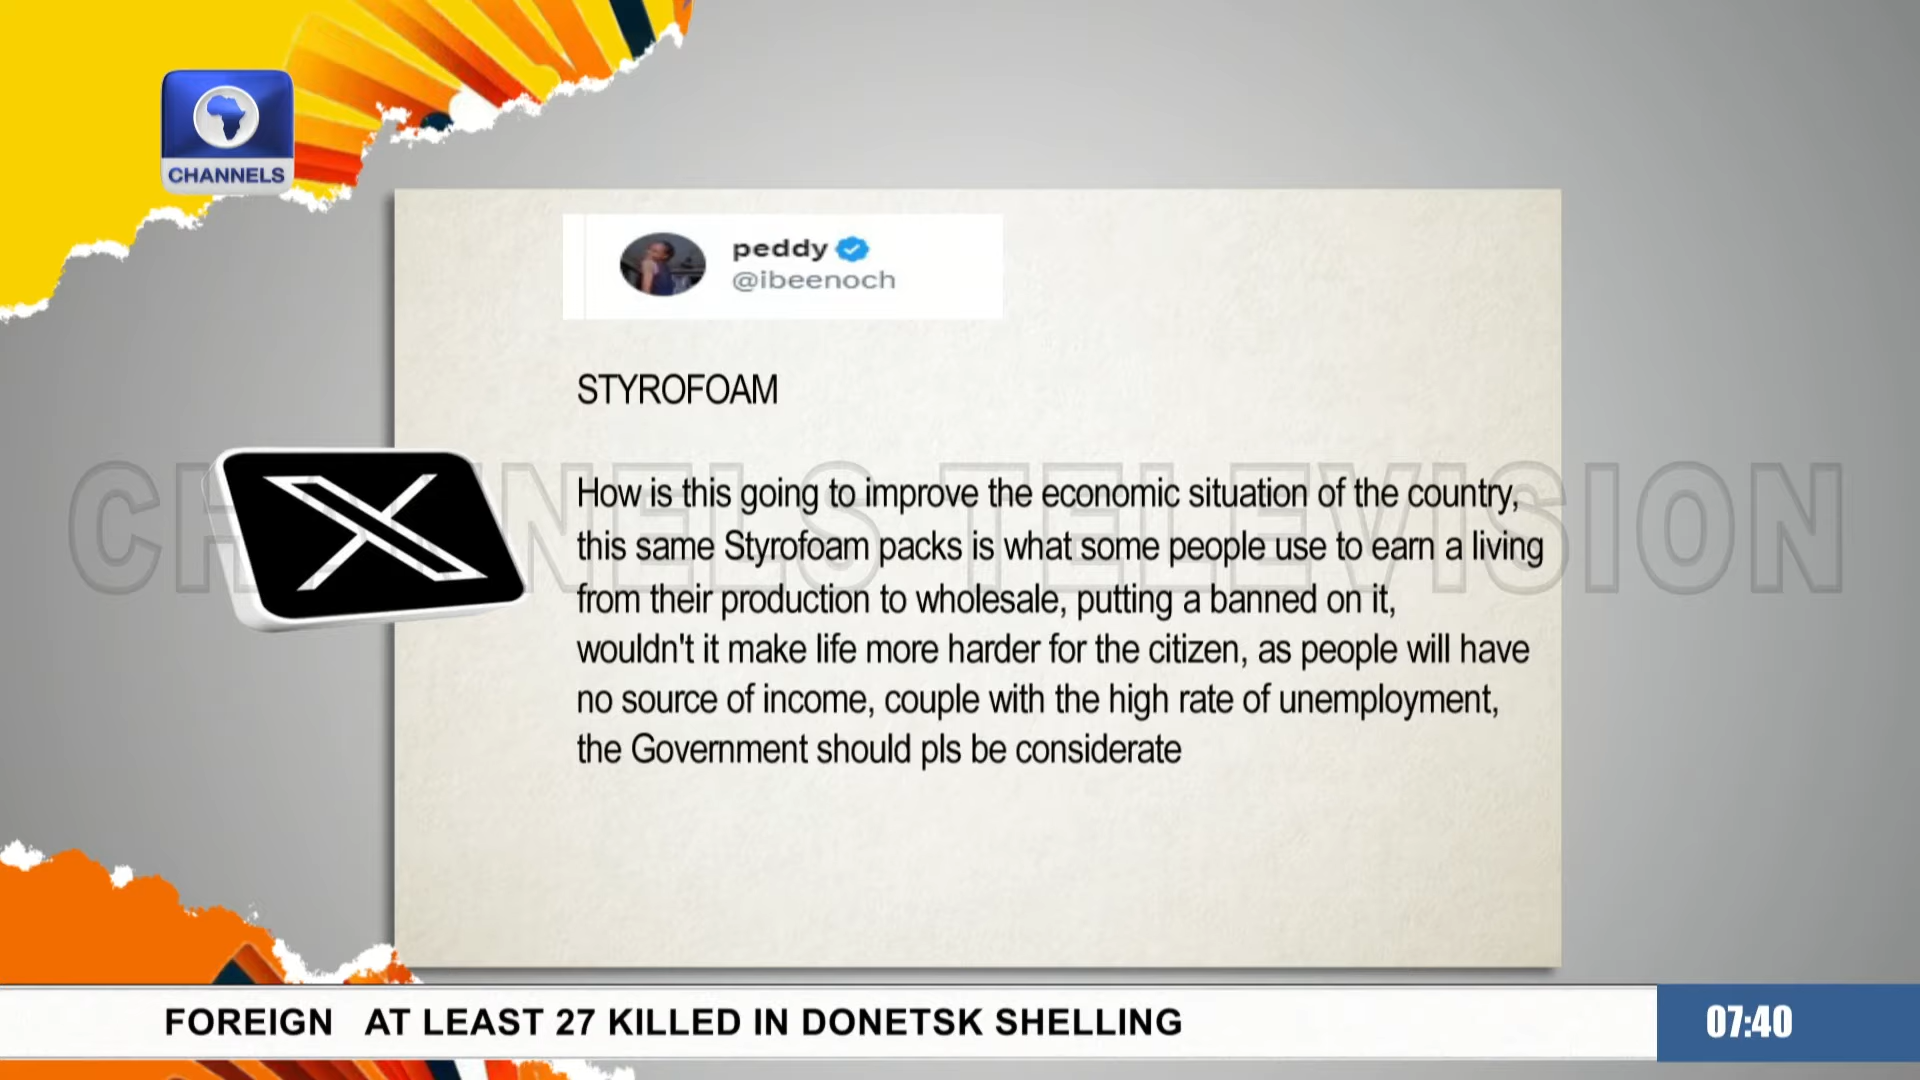 CHANNELS
peddy
@ibeenoch
STYROFOAM
CHANNELS TELEVISION
How is this going to improve the economic situation of the country,
this same Styrofoam packs is what some people use to earn a living
from their production to wholesale, putting a banned on it,
wouldn't it make life more harder for the citizen, as people will have
no source of income, couple with the high rate of unemployment,
the Government should pls be considerate
FOREIGN AT LEAST 27 KILLED IN DONETSK SHELLING
07:40